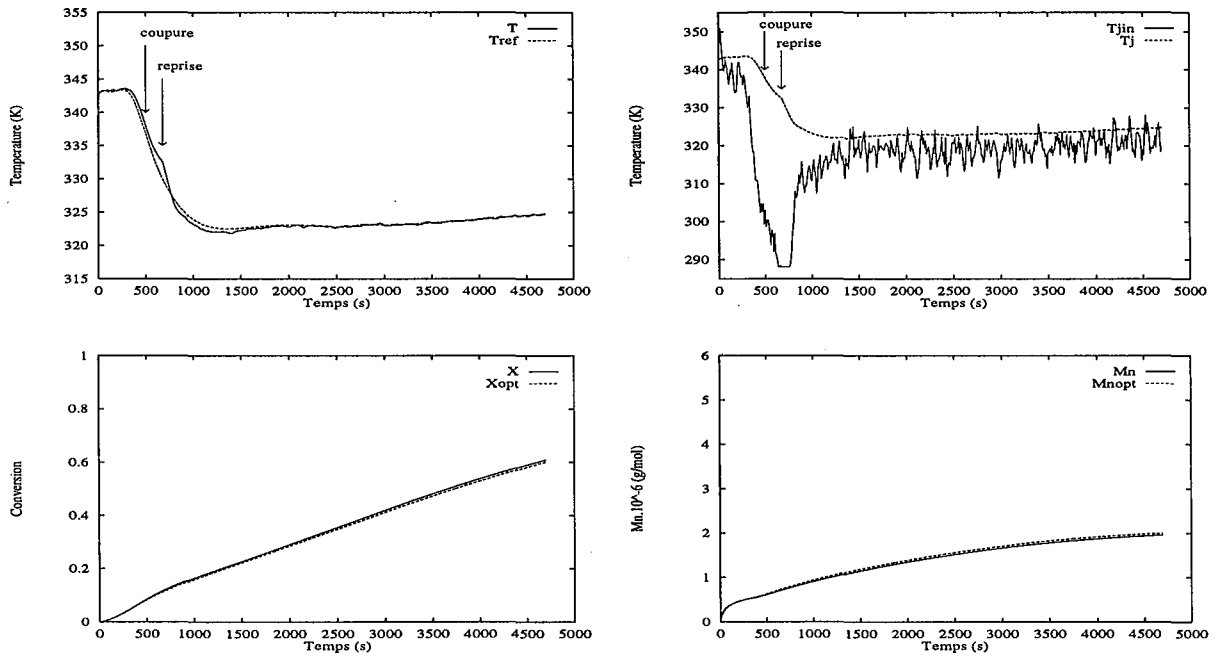 355
350
345
340
335
330
325
320
315
Temperature (K)
T
Tref
coupure
reprise
0 500 1000 1500 2000 2500 3000 3500 4000 4500 5000
Temps (s)
350
340
330
320
310
300
290
Temperature (K)
Tjin
Tj
coupure
reprise
0 500 1000 1500 2000 2500 3000 3500 4000 4500 5000
Temps (s)
1
0.8
0.6
0.4
0.2
0
Conversion
X
Xopt
0 500 1000 1500 2000 2500 3000 3500 4000 4500 5000
Temps (s)
6
5
4
3
2
1
0
Mn.10^-6 (g/mol)
Mn
Mnopt
0 500 1000 1500 2000 2500 3000 3500 4000 4500 5000
Temps (s)